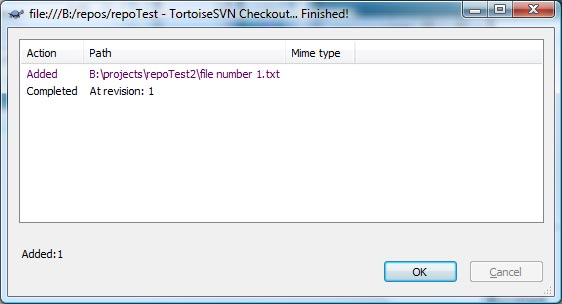 file:///B:/repos/repoTest - TortoiseSVN Checkout... Finished!
Action Path Mime type
Added B:\projects\repoTest2\file number 1.txt
Completed At revision: 1
Added:1
OK Cancel